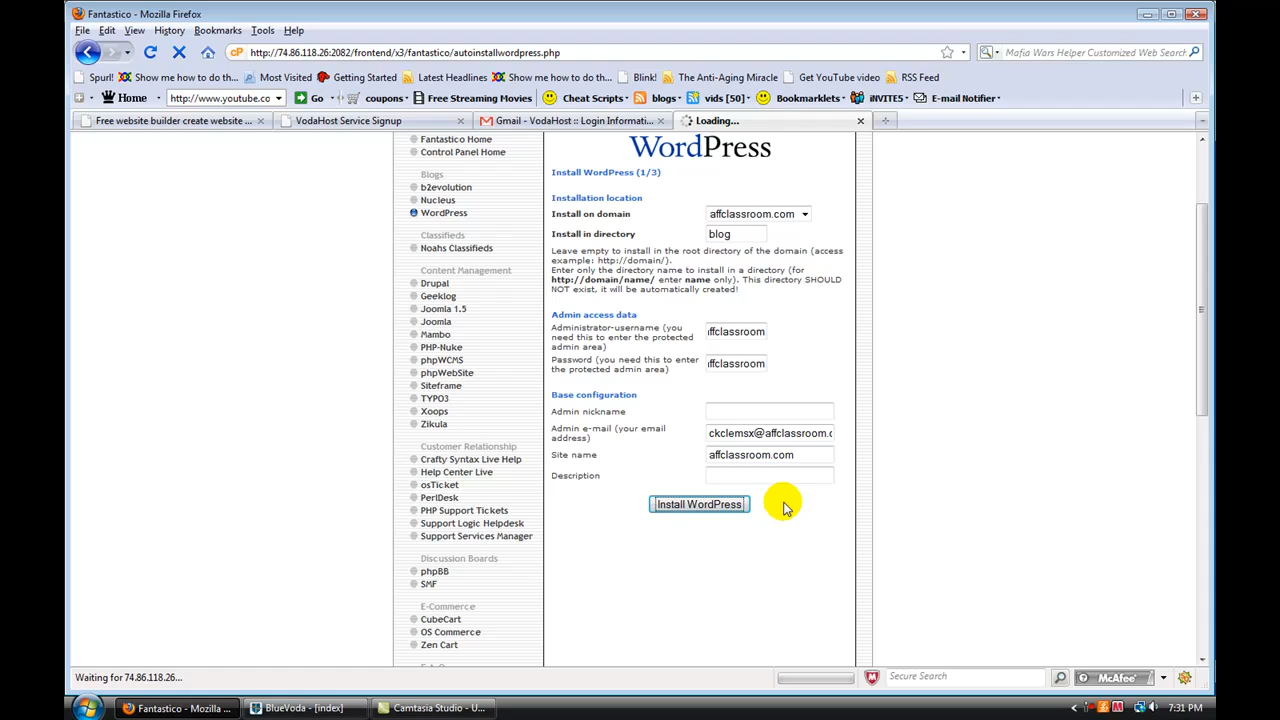 Fantastico - Mozilla Firefox
File Edit View History Bookmarks Tools Help
http://74.86.118.26:2082/frontend/x3/fantastico/autoinstallwordpress.php
Mafia Wars Helper Customized Web Search
Spurl! Show me how to do th... Most Visited Getting Started Latest Headlines Show me how to do th... Blink! The Anti-Aging Miracle Get YouTube video RSS Feed
Home http://www.youtube.co Go coupons Free Streaming Movies Cheat Scripts blogs vids [50] Bookmarklets iNVITE5 E-mail Notifier
Free website builder create website ... VodaHost Service Signup Gmail - VodaHost :: Login Informati... Loading...
Fantastico Home
Control Panel Home
Blogs
b2evolution
Nucleus
WordPress
Classifieds
Noahs Classifieds
Content Management
Drupal
Geeklog
Joomla 1.5
Joomla
Mambo
PHP-Nuke
phpWCMS
phpWebSite
Siteframe
TYPO3
Xoops
Zikula
Customer Relationship
Crafty Syntax Live Help
Help Center Live
osTicket
PerlDesk
PHP Support Tickets
Support Logic Helpdesk
Support Services Manager
Discussion Boards
phpBB
SMF
E-Commerce
CubeCart
OS Commerce
Zen Cart
WordPress
Install WordPress (1/3)
Installation location
Install on domain affclassroom.com
Install in directory blog
Leave empty to install in the root directory of the domain (access
example: http://domain/).
Enter only the directory name to install in a directory (for
http://domain/name/ enter name only). This directory SHOULD
NOT exist, it will be automatically created!
Admin access data
Administrator-username (you
need this to enter the protected
admin area)
ffclassroom
Password (you need this to enter
the protected admin area)
ffclassroom
Base configuration
Admin nickname
Admin e-mail (your email
address)
ckclemsx@affclassroom.c
Site name affclassroom.com
Description
Install WordPress
Waiting for 74.86.118.26...
Secure Search
McAfee
Fantastico - Mozilla ... BlueVoda - [index] Camtasia Studio - U... 7:31 PM